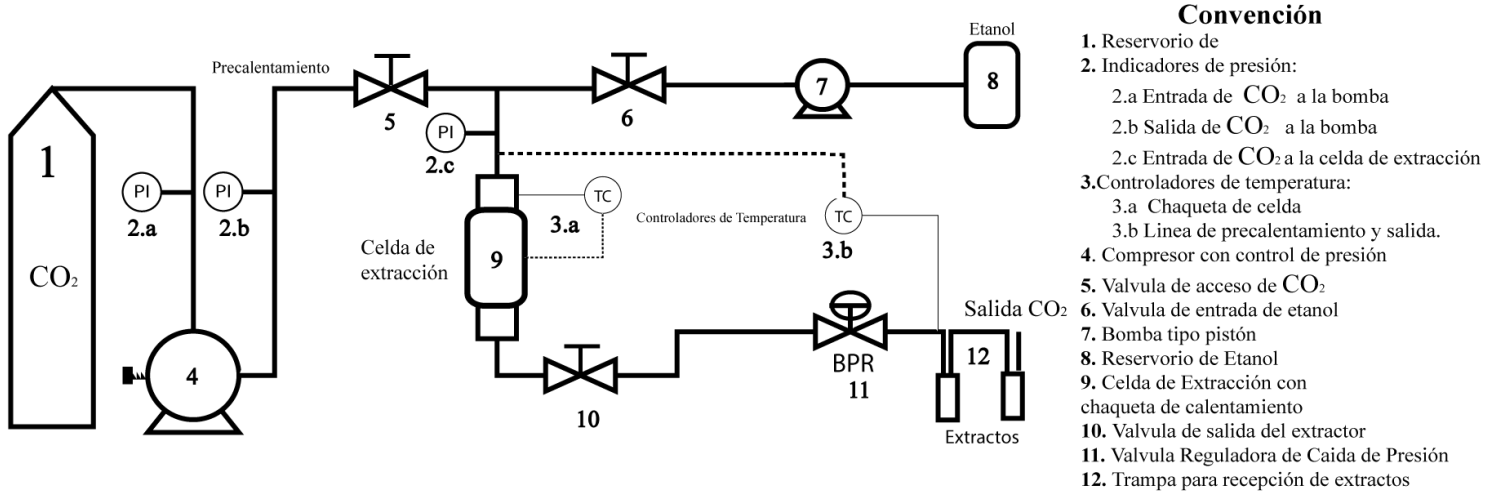 Etanol
8
7
6
Precalentamiento
5
PI
2.c
1
PI
2.a
PI
2.b
TC
3.a
Controladores de Temperatura
TC
3.b
Celda de
extracción
9
CO₂
4
10
BPR
11
Salida CO₂
12
Extractos
Convención
1. Reservorio de
2. Indicadores de presión:
2.a Entrada de CO₂ a la bomba
2.b Salida de CO₂ a la bomba
2.c Entrada de CO₂ a la celda de extracción
3.Controladores de temperatura:
3.a Chaqueta de celda
3.b Linea de precalentamiento y salida.
4. Compresor con control de presión
5. Valvula de acceso de CO₂
6. Valvula de entrada de etanol
7. Bomba tipo pistón
8. Reservorio de Etanol
9. Celda de Extracción con
chaqueta de calentamiento
10. Valvula de salida del extractor
11. Valvula Reguladora de Caida de Presión
12. Trampa para recepción de extractos